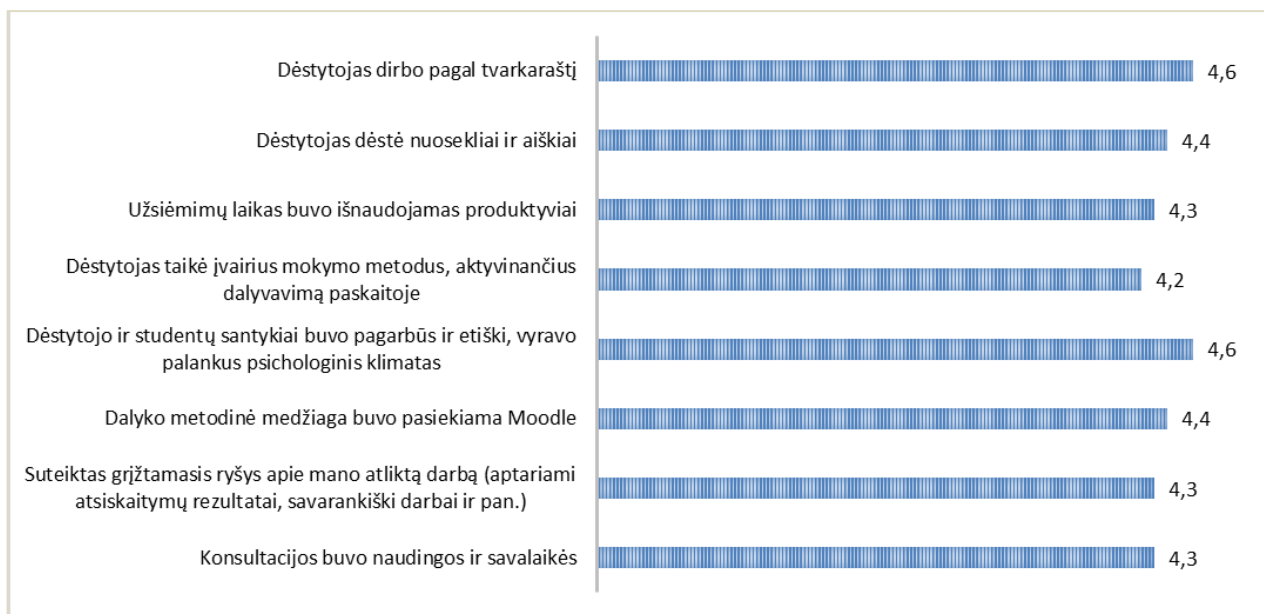 Dėstytojas dirbo pagal tvarkaraštį
4,6
Dėstytojas dėstė nuosekliai ir aiškiai
4,4
Užsiėmimų laikas buvo išnaudojamas produktyviai
4,3
Dėstytojas taikė įvairius mokymo metodus, aktyvinančius
dalyvavimą paskaitoje
4,2
Dėstytojo ir studentų santykiai buvo pagarbūs ir etiški, vyravo
palankus psichologinis klimatas
4,6
Dalyko metodinė medžiaga buvo pasiekiama Moodle
4,4
Suteiktas grįžtamasis ryšys apie mano atliktą darbą (aptariami
atsiskaitymų rezultatai, savarankiški darbai ir pan.)
4,3
Konsultacijos buvo naudingos ir savalaikės
4,3